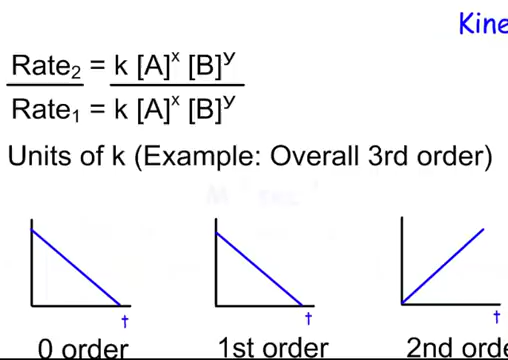 Kine
Rate₂ = k [A]ˣ [B]ʸ
Rate₁ = k [A]ˣ [B]ʸ
Units of k (Example: Overall 3rd order)
t t t
0 order 1st order 2nd orde